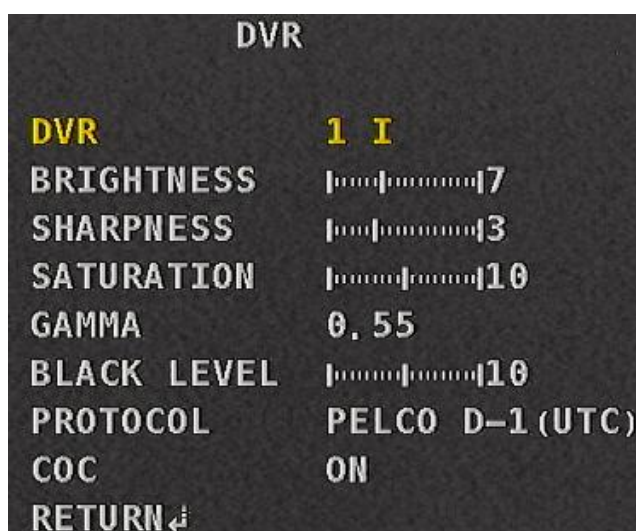 DVR
DVR 1 I
BRIGHTNESS 7
SHARPNESS 3
SATURATION 10
GAMMA 0.55
BLACK LEVEL 10
PROTOCOL PELCO D-1(UTC)
COC ON
RETURN↲